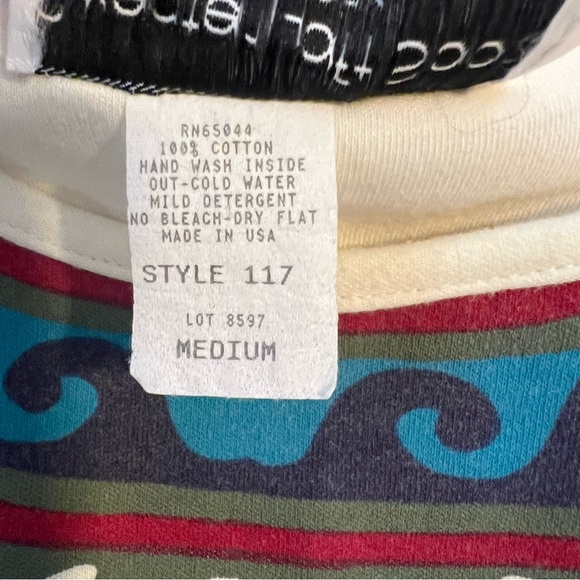 RN65044
100% COTTON
HAND WASH INSIDE
OUT-COLD WATER
MILD DETERGENT
NO BLEACH-DRY FLAT
MADE IN USA
STYLE 117
LOT 8597
MEDIUM